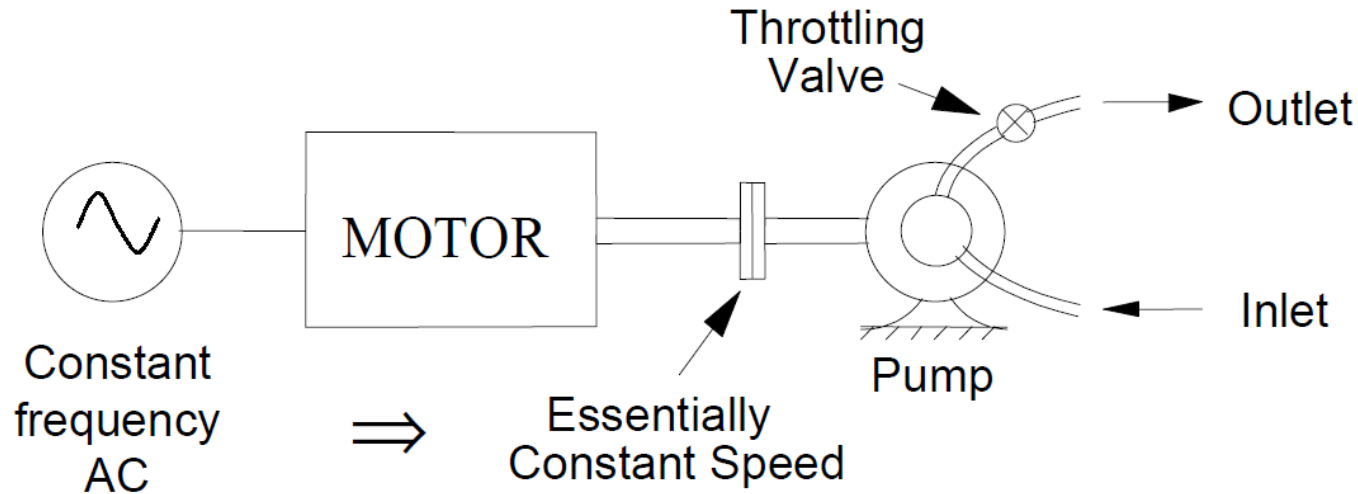 Throttling
Valve
Outlet
MOTOR
Inlet
Pump
Constant
frequency
AC
⇒
Essentially
Constant Speed